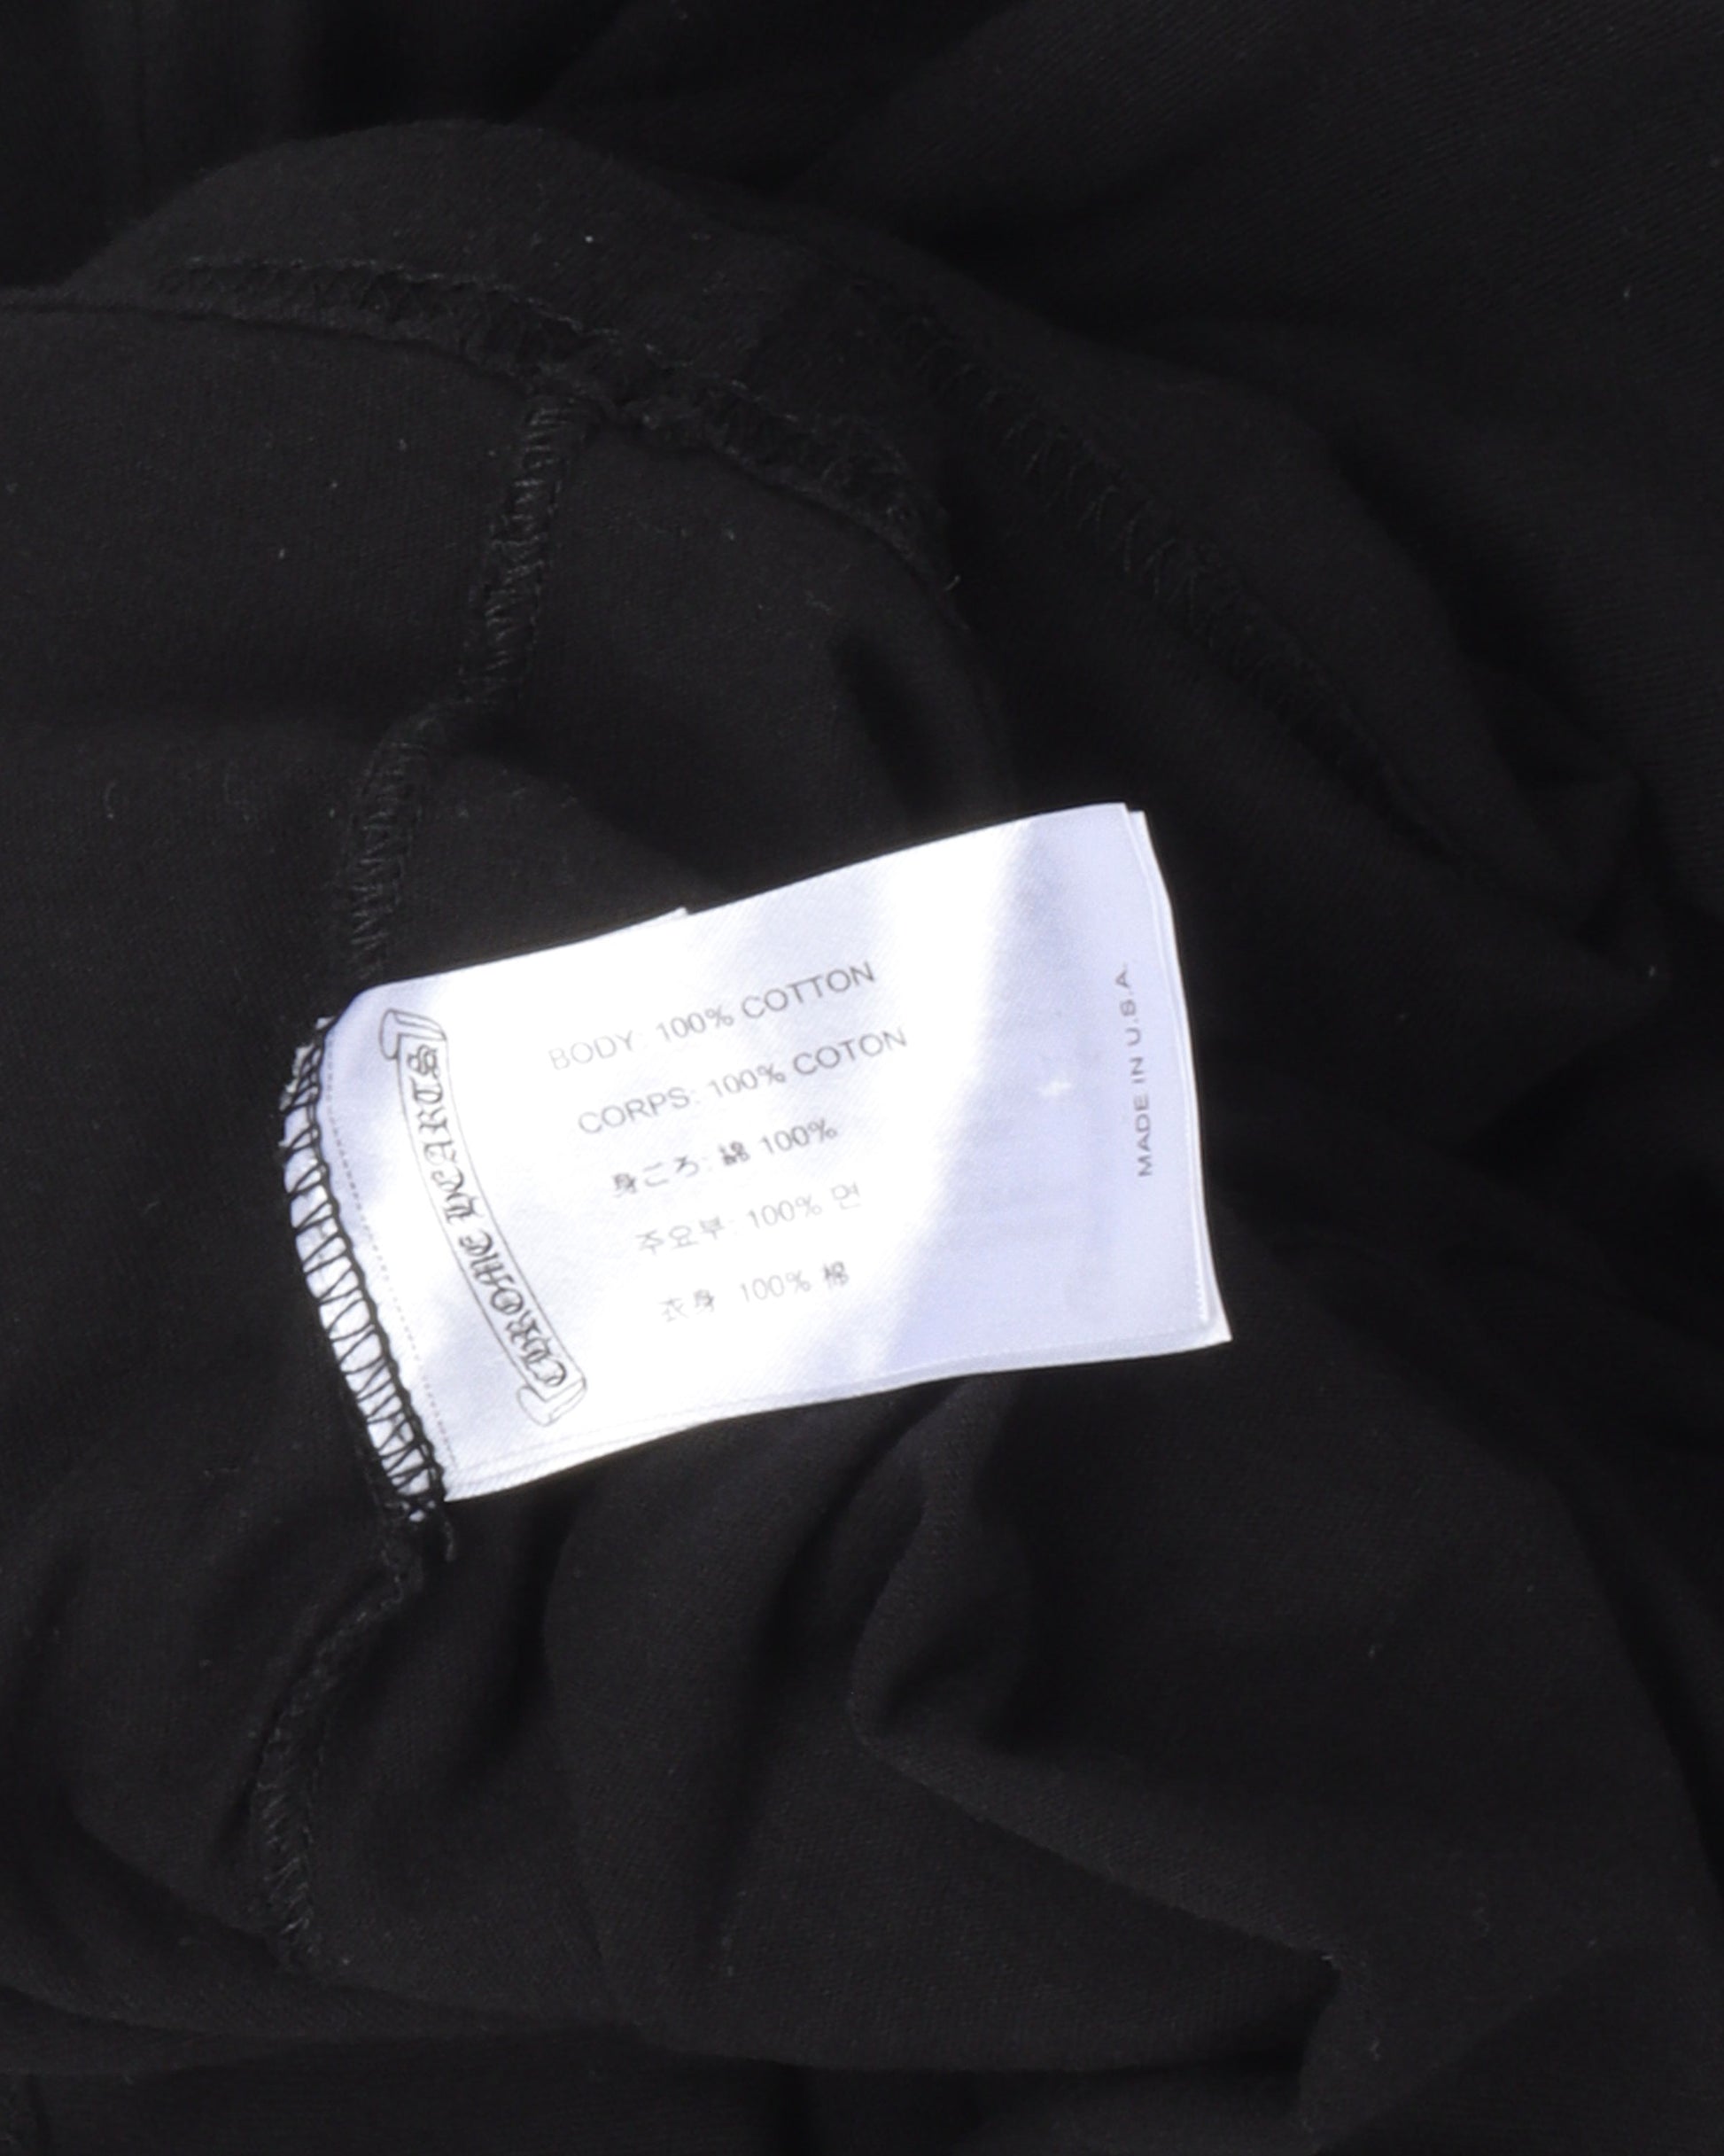 CHROME HEARTS
BODY: 100% COTTON
CORPS: 100% COTON
身ごろ: 綿 100%
주요부: 100% 면
衣身: 100% 棉
MADE IN U.S.A.